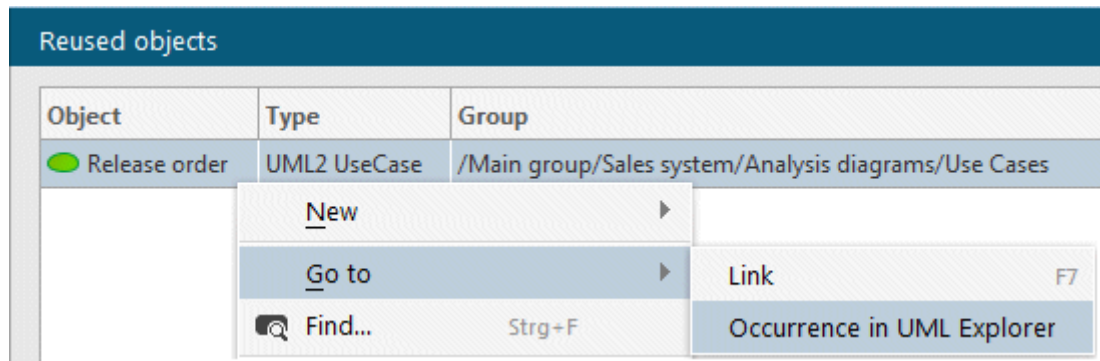 Reused objects
Object Type Group
Release order UML2 UseCase /Main group/Sales system/Analysis diagrams/Use Cases
New
Go to Link F7
Find... Strg+F Occurrence in UML Explorer